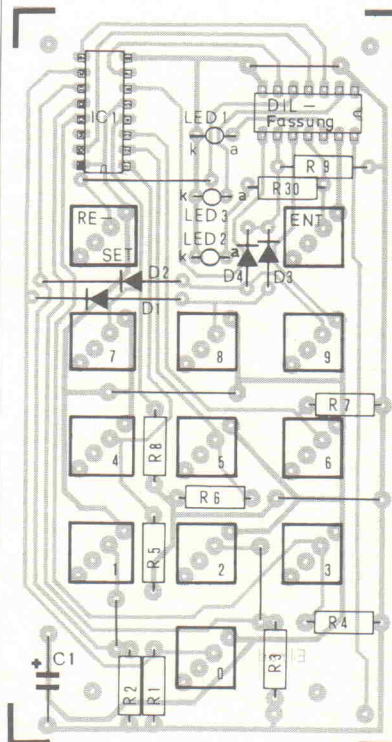 IC1
LED1
DIL-
Fassung
k
a
R9
R30
k
a
LED3
RE-
SET
LED2
ENT
k
a
D2
D4
D3
D1
7
8
9
R7
4
R8
5
6
R6
1
R5
2
3
R4
C1
+
R2
R1
0
R3